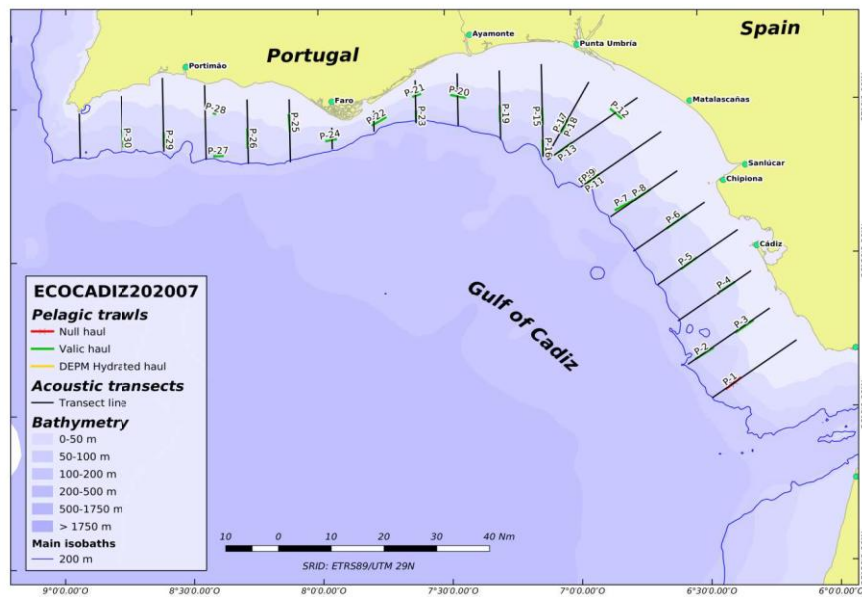 Portugal
Spain
Ayamonte
Punta Umbría
Portimão
Faro
Matalascañas
Sanlúcar
Chipiona
Cádiz
Gulf of Cadiz
P-30
P-29
P-28
P-27
P-26
P-25
P-24
P-22
P-21
P-23
P-20
P-19
P-15
P-16
P-17
P-18
P-13
P-12
P-11
P-7
P-8
P-6
P-5
P-4
P-3
P-2
P-1
ECOCADIZ202007
Pelagic trawls
Null haul
Valic haul
DEPM Hydrated haul
Acoustic transects
Transect line
Bathymetry
0-50 m
50-100 m
100-200 m
200-500 m
500-1750 m
> 1750 m
Main isobaths
200 m
10 0 10 20 30 40 Nm
SRID: ETRS89/UTM 29N
9°0'0.00"O 8°30'0.00"O 8°0'0.00"O 7°30'0.00"O 7°0'0.00"O 6°30'0.00"O 6°0'0.00"O